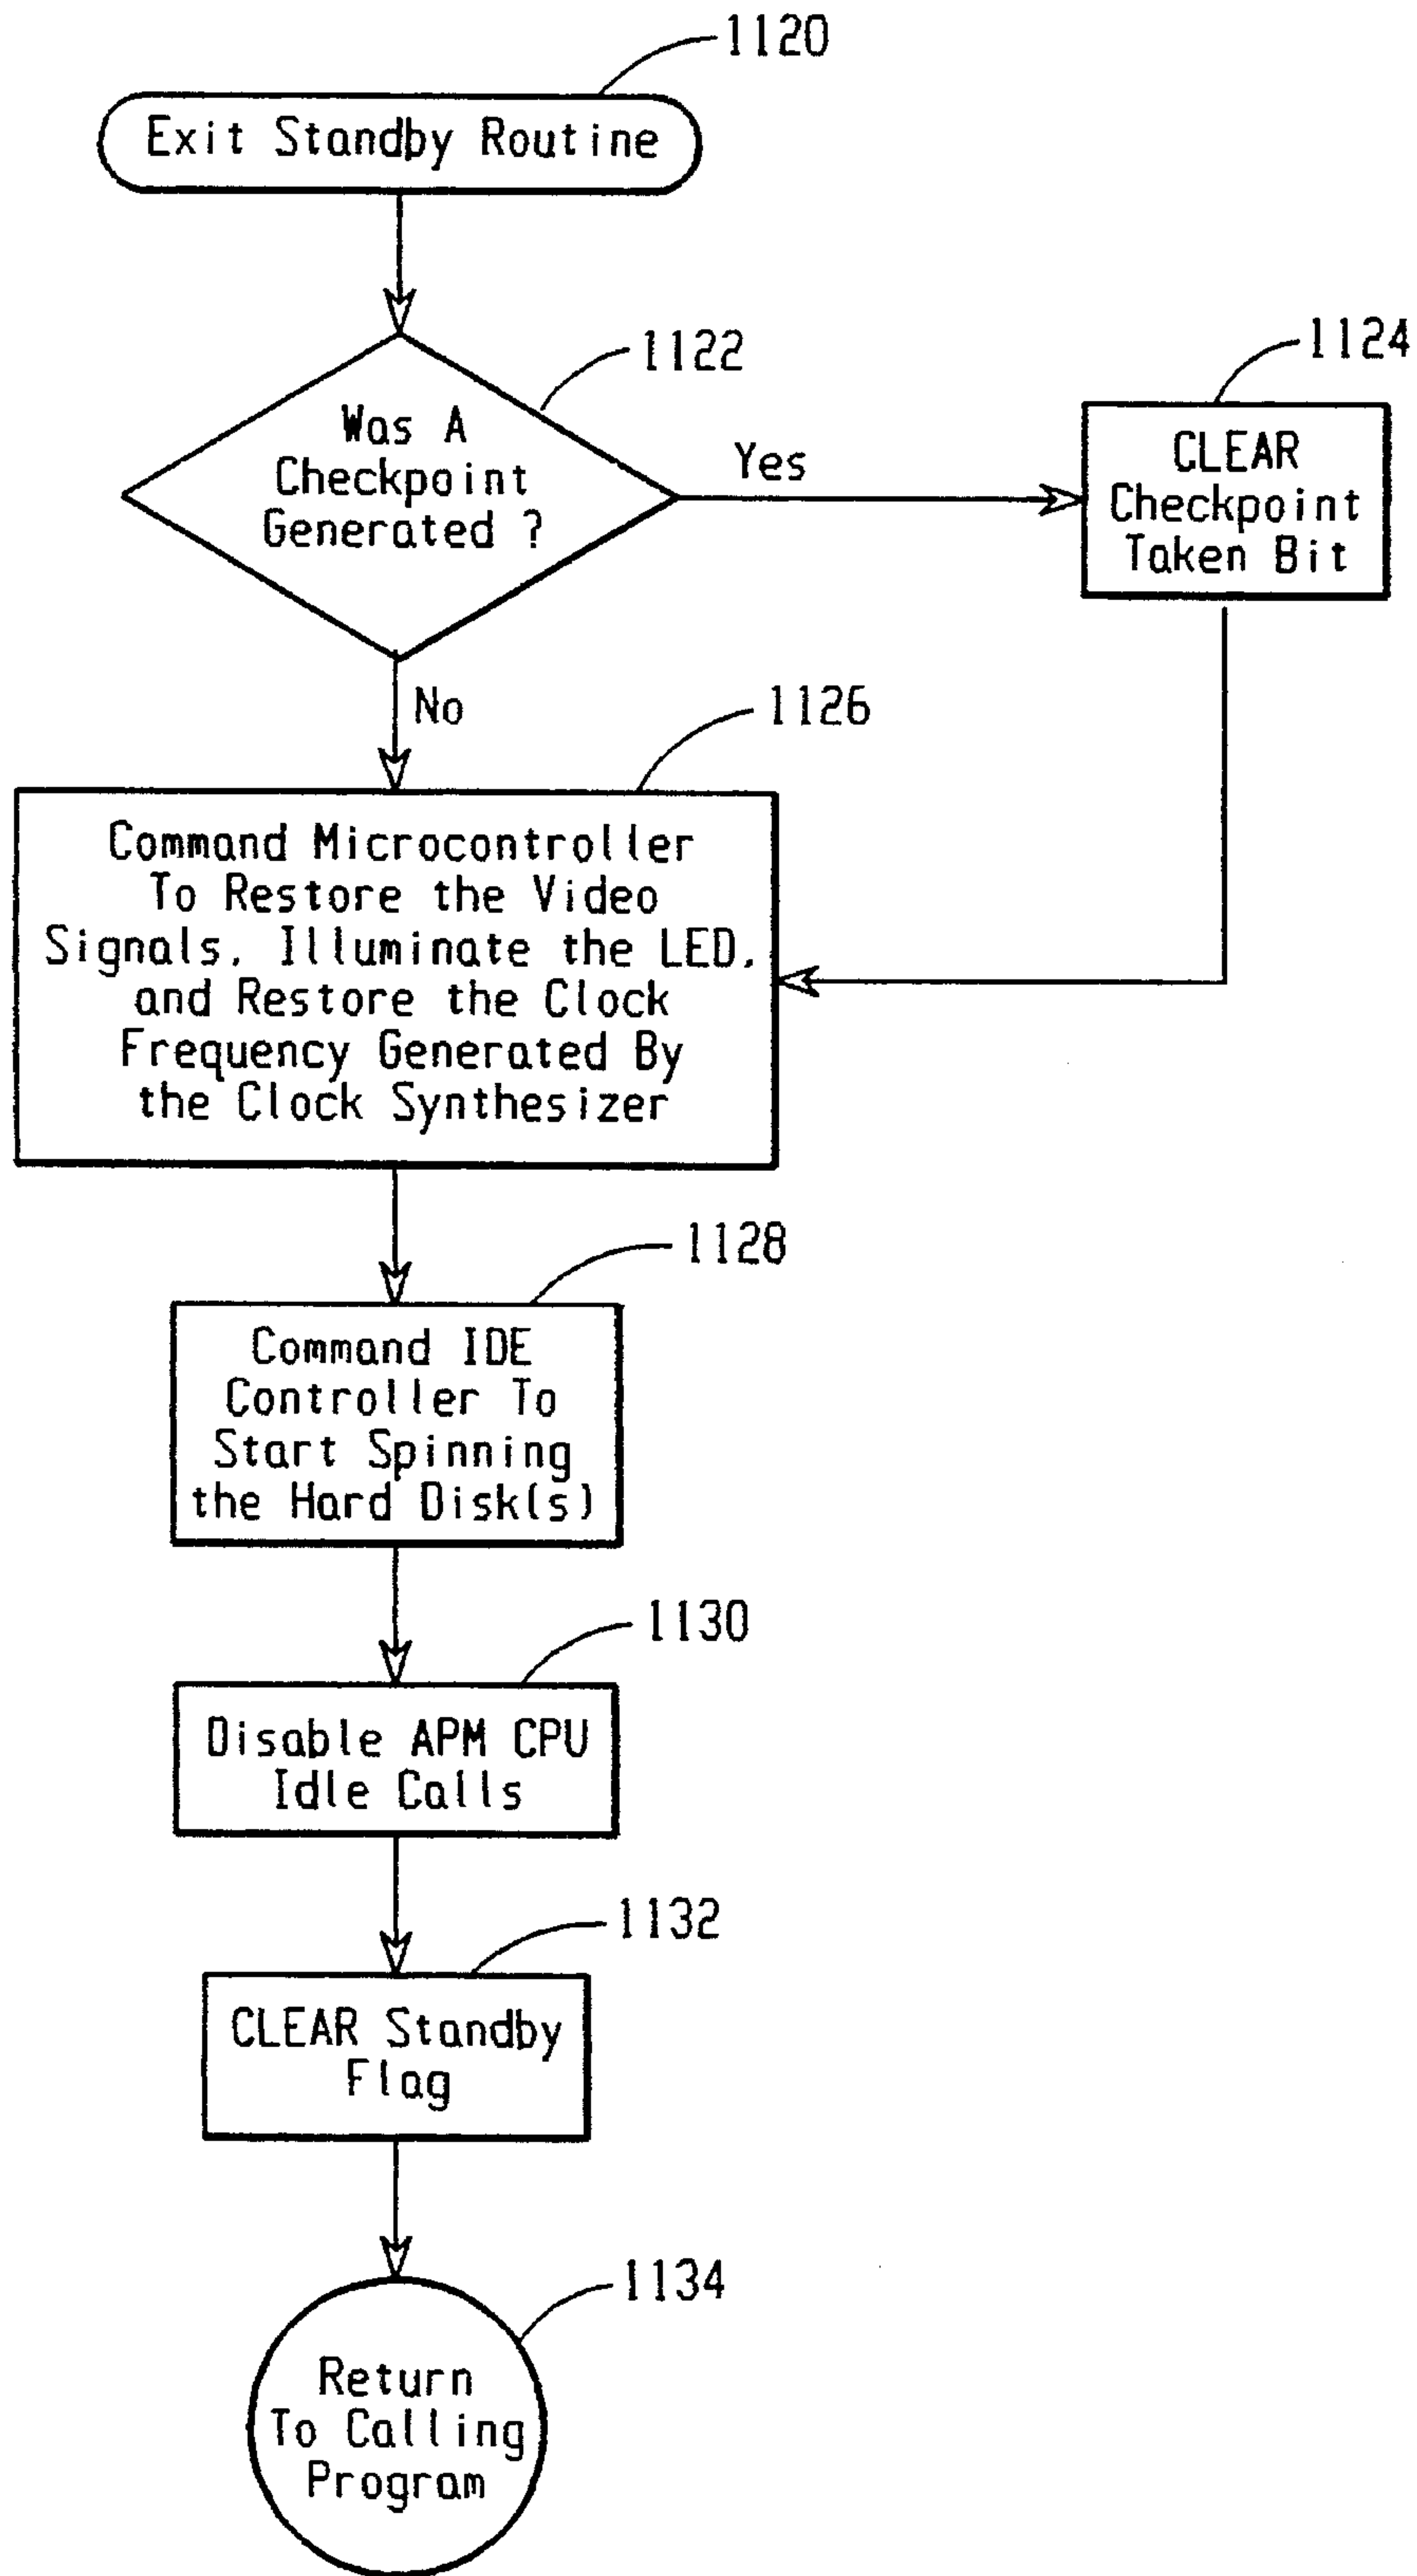 1120
Exit Standby Routine
1122
Was A
Checkpoint
Generated ?
Yes
1124
CLEAR
Checkpoint
Taken Bit
No
1126
Command Microcontroller
To Restore the Video
Signals, Illuminate the LED,
and Restore the Clock
Frequency Generated By
the Clock Synthesizer
1128
Command IDE
Controller To
Start Spinning
the Hard Disk(s)
1130
Disable APM CPU
Idle Calls
1132
CLEAR Standby
Flag
1134
Return
To Calling
Program